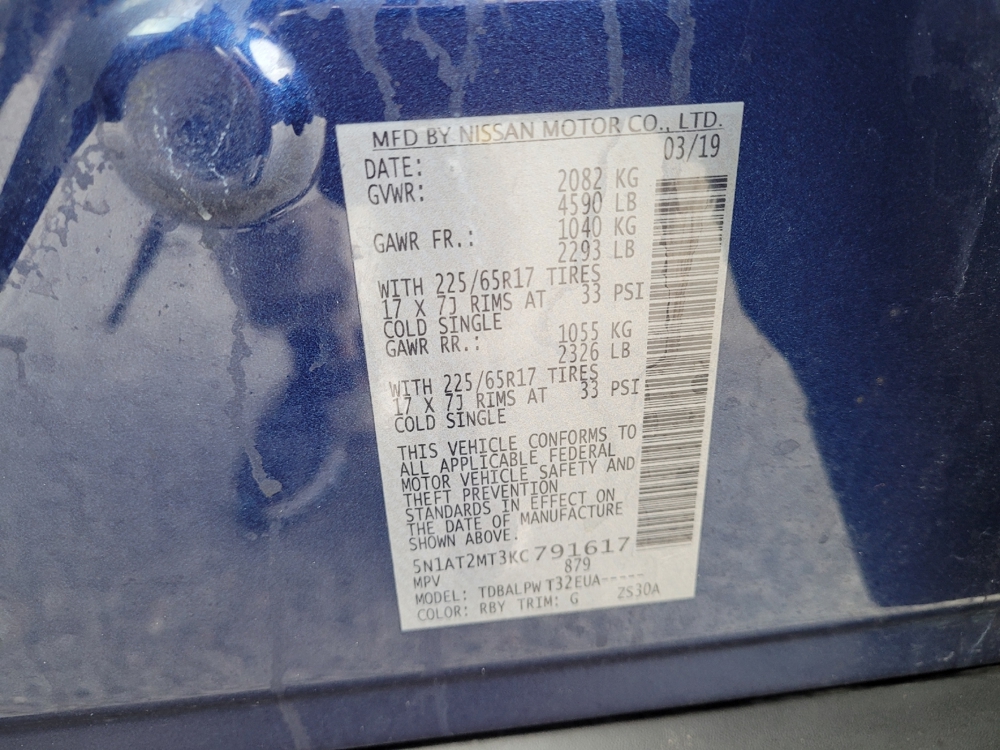 MFD BY NISSAN MOTOR CO., LTD.
DATE: 03/19
GVWR: 2082 KG
4590 LB
GAWR FR.: 1040 KG
2293 LB
WITH 225/65R17 TIRES
17 X 7J RIMS AT 33 PSI
COLD SINGLE
GAWR RR.: 1055 KG
2326 LB
WITH 225/65R17 TIRES
17 X 7J RIMS AT 33 PSI
COLD SINGLE
THIS VEHICLE CONFORMS TO
ALL APPLICABLE FEDERAL
MOTOR VEHICLE SAFETY AND
THEFT PREVENTION
STANDARDS IN EFFECT ON
THE DATE OF MANUFACTURE
SHOWN ABOVE.
5N1AT2MT3KC791617
MPV 879
MODEL: TDBALPW T32EUA-----
COLOR: RBY TRIM: G ZS30A